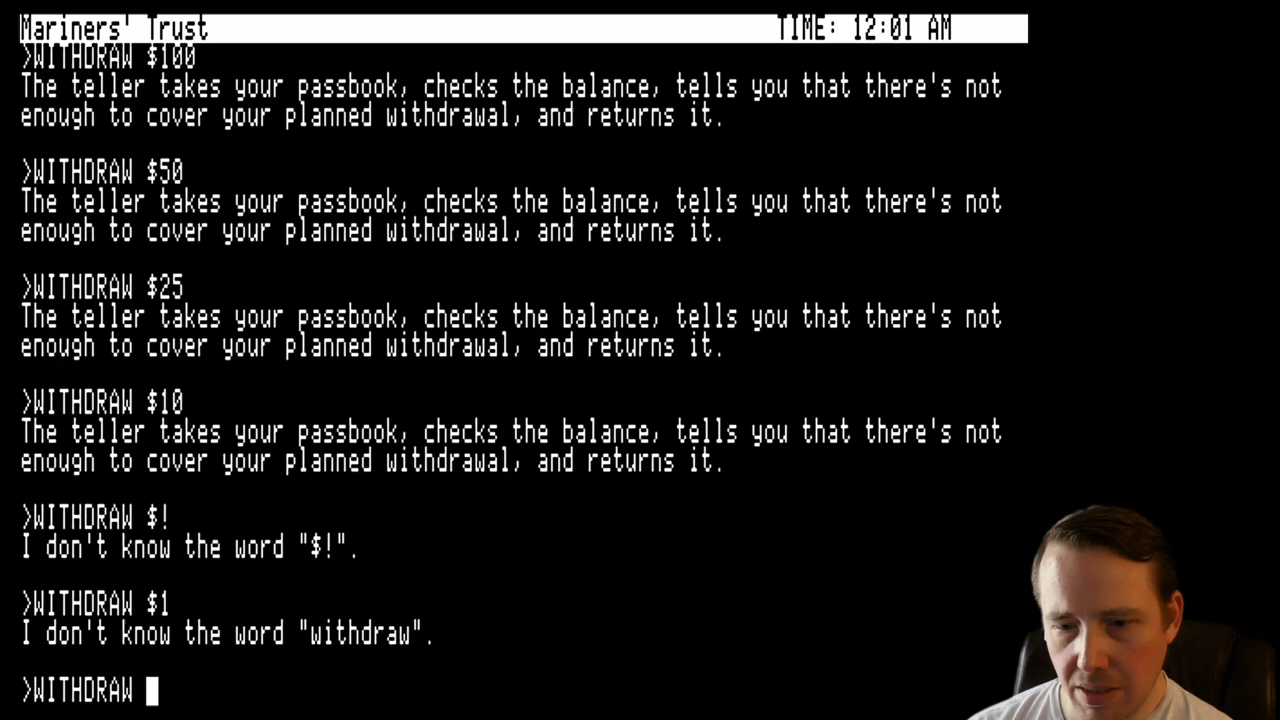 Mariners' Trust TIME: 12:01 AM
>WITHDRAW $100
The teller takes your passbook, checks the balance, tells you that there's not
enough to cover your planned withdrawal, and returns it.
>WITHDRAW $50
The teller takes your passbook, checks the balance, tells you that there's not
enough to cover your planned withdrawal, and returns it.
>WITHDRAW $25
The teller takes your passbook, checks the balance, tells you that there's not
enough to cover your planned withdrawal, and returns it.
>WITHDRAW $10
The teller takes your passbook, checks the balance, tells you that there's not
enough to cover your planned withdrawal, and returns it.
>WITHDRAW $!
I don't know the word "$!".
>WITHDRAW $1
I don't know the word "withdraw".
>WITHDRAW